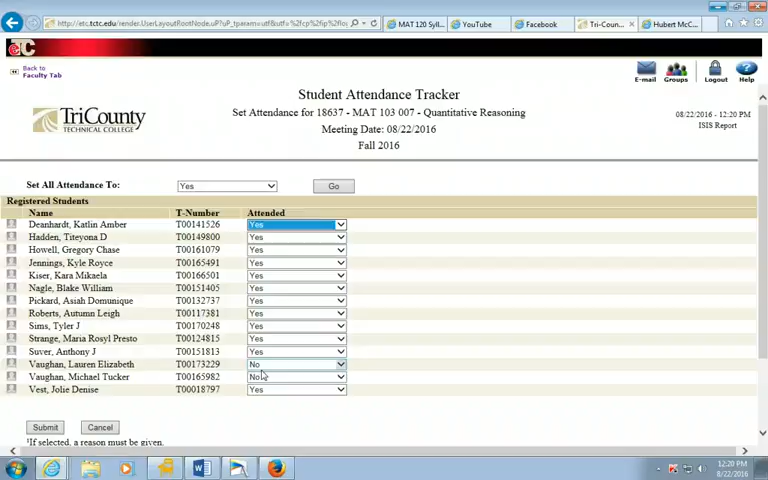 http://etc.tctc.edu/render.UserLayoutRootNode.uP?uP_tparam=utf&utf=%2fcp%2fip%2flo
MAT 120 Syll...
YouTube
Facebook
Tri-Coun...
Hubert McC...
eTC
Back to
Faculty Tab
E-mail
Groups
Logout
Help
Student Attendance Tracker
TriCounty
TECHNICAL COLLEGE
Set Attendance for 18637 - MAT 103 007 - Quantitative Reasoning
Meeting Date: 08/22/2016
Fall 2016
08/22/2016 - 12:20 PM
ISIS Report
Set All Attendance To: Yes Go
Registered Students
Name T-Number Attended
Deanhardt, Katlin Amber T00141526 Yes
Hadden, Titeyona D T00149800 Yes
Howell, Gregory Chase T00161079 Yes
Jennings, Kyle Royce T00165491 Yes
Kiser, Kara Mikaela T00166501 Yes
Nagle, Blake William T00151405 Yes
Pickard, Asiah Domunique T00132737 Yes
Roberts, Autumn Leigh T00117381 Yes
Sims, Tyler J T00170248 Yes
Strange, Maria Rosyl Presto T00124815 Yes
Suver, Anthony J T00151813 Yes
Vaughan, Lauren Elizabeth T00173229 No
Vaughan, Michael Tucker T00165982 No
Vest, Jolie Denise T00018797 Yes
Submit Cancel
¹If selected, a reason must be given.
12:20 PM
8/22/2016